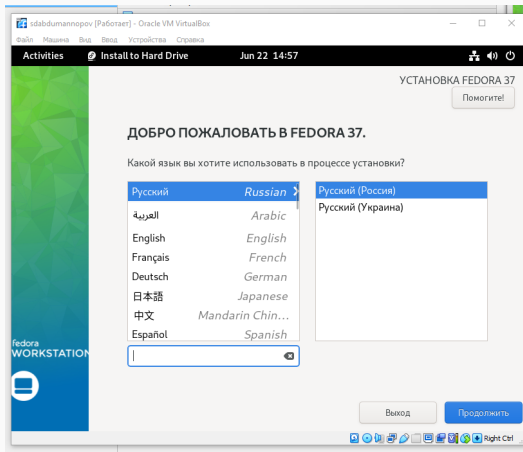 sdabdumannopov [Работает] - Oracle VM VirtualBox
Файл Машина Вид Ввод Устройства Справка
Activities Install to Hard Drive Jun 22 14:57
УСТАНОВКА FEDORA 37
Помогите!
ДОБРО ПОЖАЛОВАТЬ В FEDORA 37.
Какой язык вы хотите использовать в процессе установки?
Русский Russian Русский (Россия)
العربية Arabic Русский (Украина)
English English
Français French
Deutsch German
日本語 Japanese
中文 Mandarin Chin...
Español Spanish
fedora
WORKSTATION
Выход Продолжить
Right Ctrl